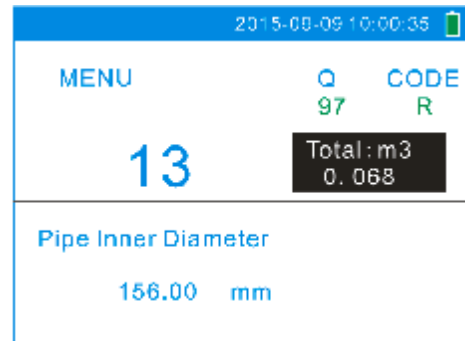 2015-08-09 10:00:35
MENU
Q
CODE
97
R
13
Total:m3
0.068
Pipe Inner Diameter
156.00 mm